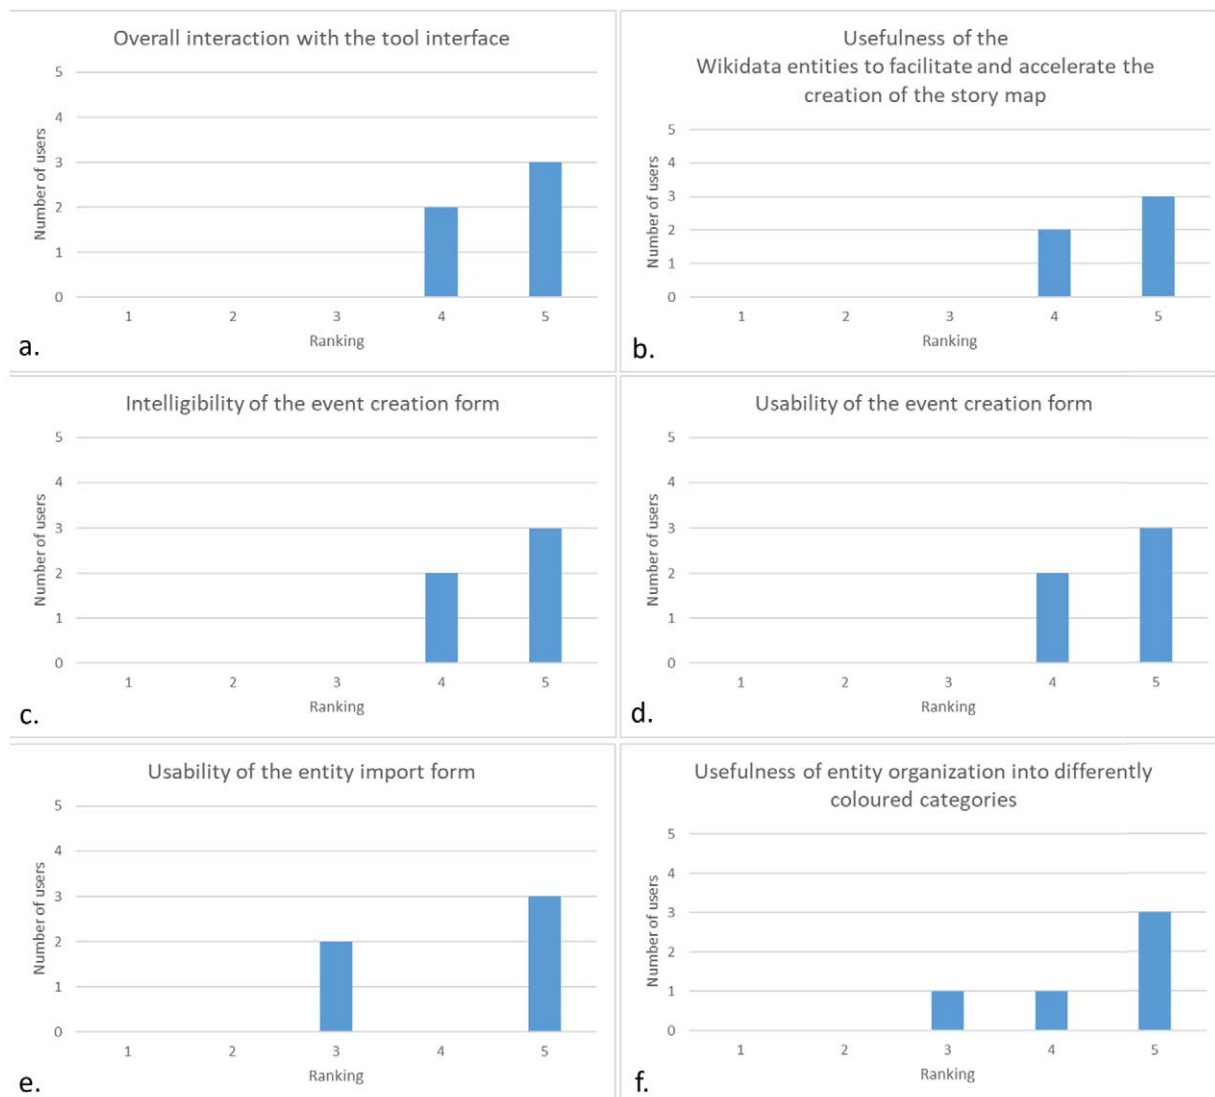 Overall interaction with the tool interface
5
4
3
2
1
0
Number of users
1 2 3 4 5
Ranking
a.
Usefulness of the
Wikidata entities to facilitate and accelerate the
creation of the story map
5
4
3
2
1
0
Number of users
1 2 3 4 5
Ranking
b.
Intelligibility of the event creation form
5
4
3
2
1
0
Number of users
1 2 3 4 5
Ranking
c.
Usability of the event creation form
5
4
3
2
1
0
Number of users
1 2 3 4 5
Ranking
d.
Usability of the entity import form
5
4
3
2
1
0
Number of users
1 2 3 4 5
Ranking
e.
Usefulness of entity organization into differently
coloured categories
5
4
3
2
1
0
Number of users
1 2 3 4 5
Ranking
f.